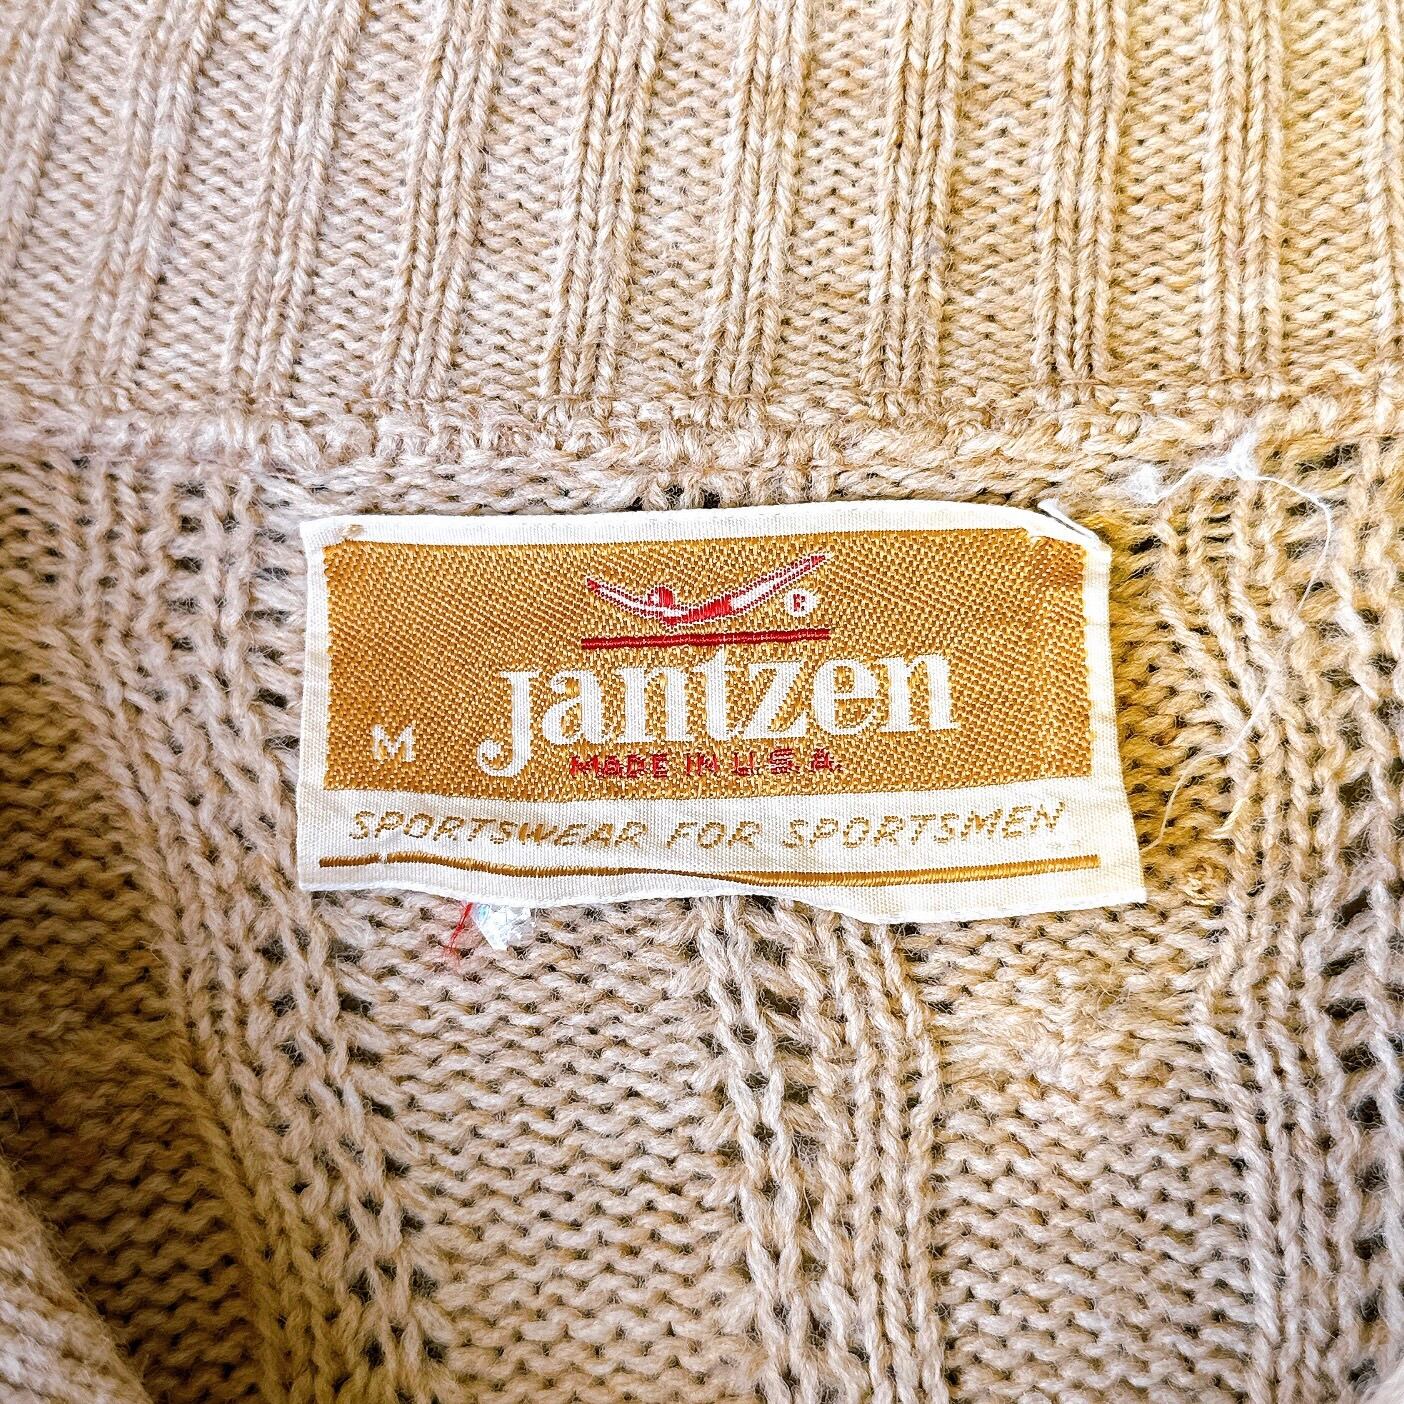 ®
Jantzen
M
MADE IN U.S.A.
SPORTSWEAR FOR SPORTSMEN